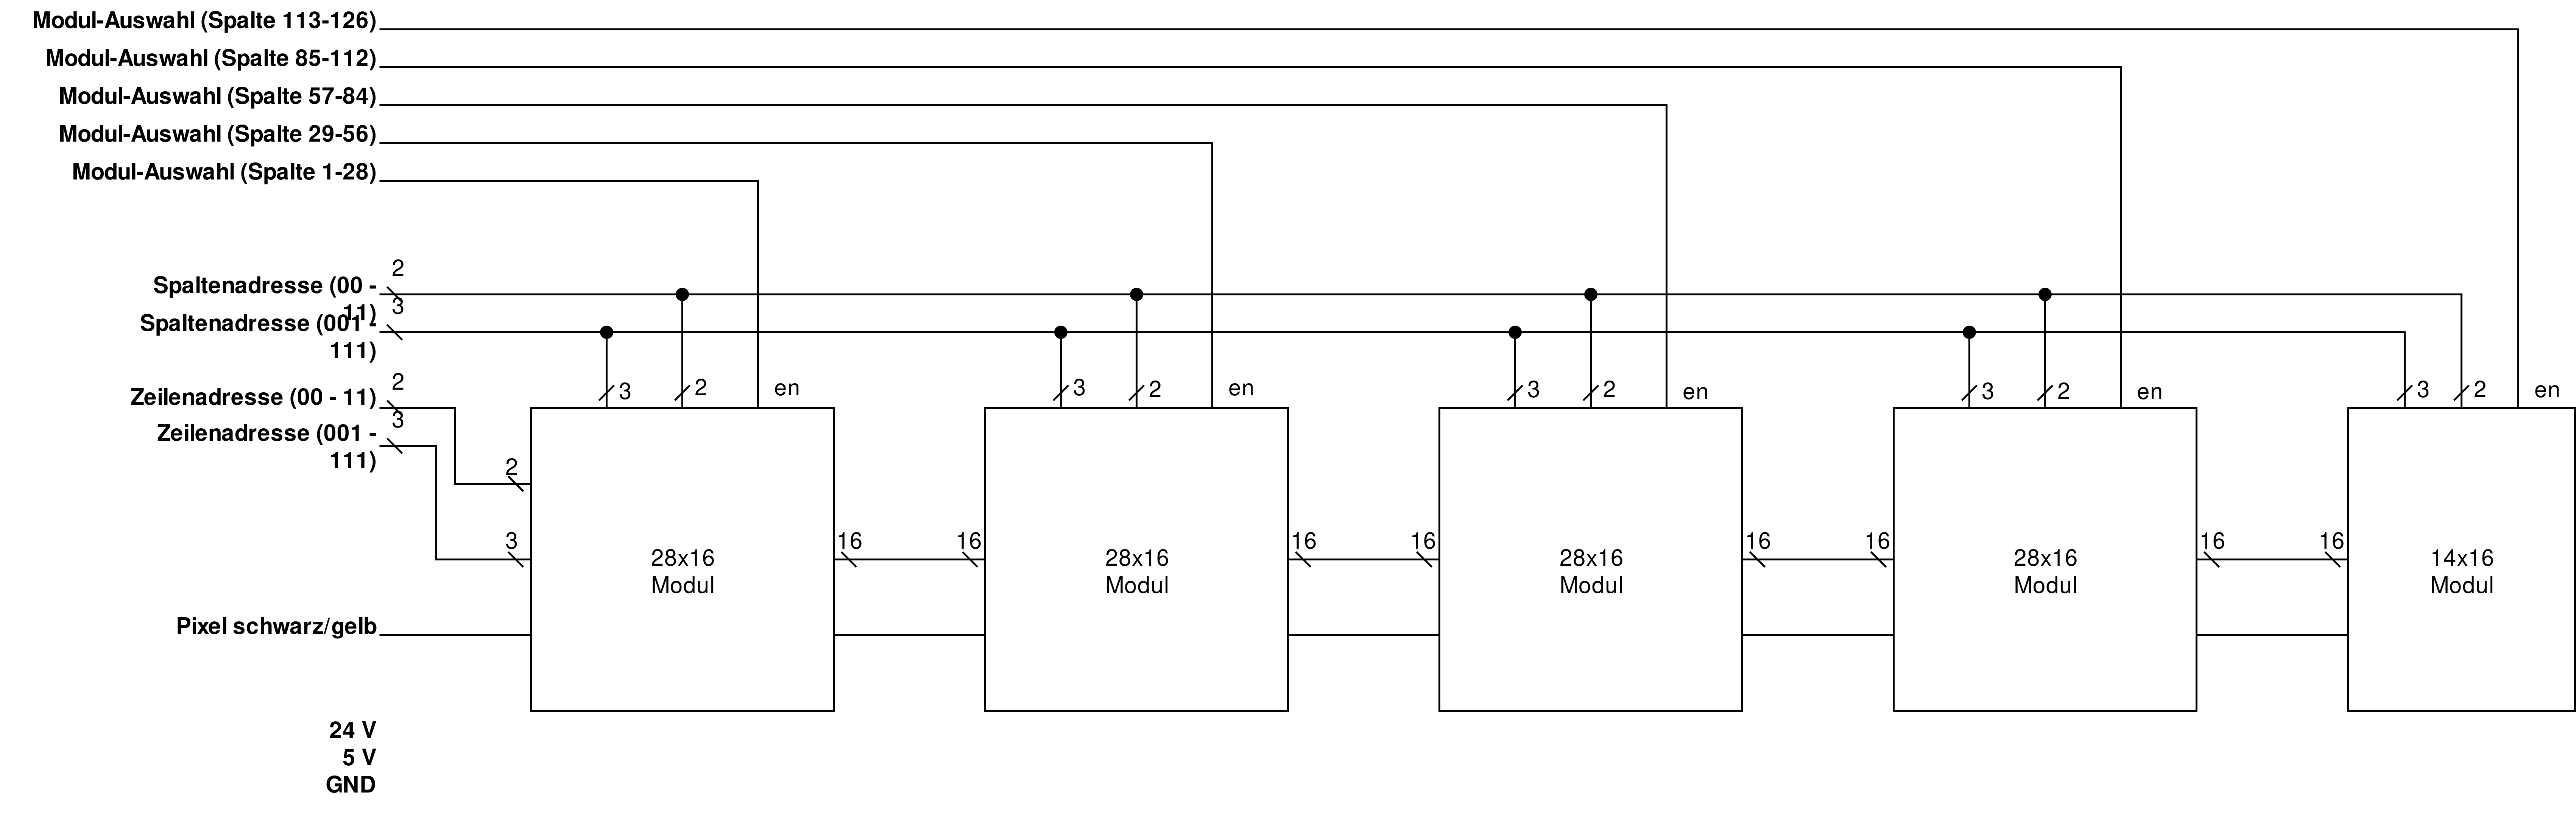 Modul-Auswahl (Spalte 113-126)
Modul-Auswahl (Spalte 85-112)
Modul-Auswahl (Spalte 57-84)
Modul-Auswahl (Spalte 29-56)
Modul-Auswahl (Spalte 1-28)
2
Spaltenadresse (00 -
11)
3
Spaltenadresse (001 -
111)
2
Zeilenadresse (00 - 11)
3
Zeilenadresse (001 -
111)
3 2 en
3 2 en
3 2 en
3 2 en
3 2 en
2
3
16 16
16 16
16 16
16 16
28x16
Modul
28x16
Modul
28x16
Modul
28x16
Modul
14x16
Modul
Pixel schwarz/gelb
24 V
5 V
GND